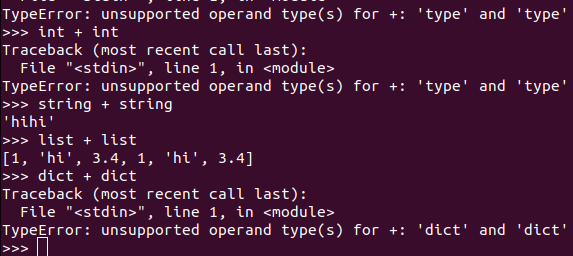 TypeError: unsupported operand type(s) for +: 'type' and 'type'
>>> int + int
Traceback (most recent call last):
  File "<stdin>", line 1, in <module>
TypeError: unsupported operand type(s) for +: 'type' and 'type'
>>> string + string
'hihi'
>>> list + list
[1, 'hi', 3.4, 1, 'hi', 3.4]
>>> dict + dict
Traceback (most recent call last):
  File "<stdin>", line 1, in <module>
TypeError: unsupported operand type(s) for +: 'dict' and 'dict'
>>>